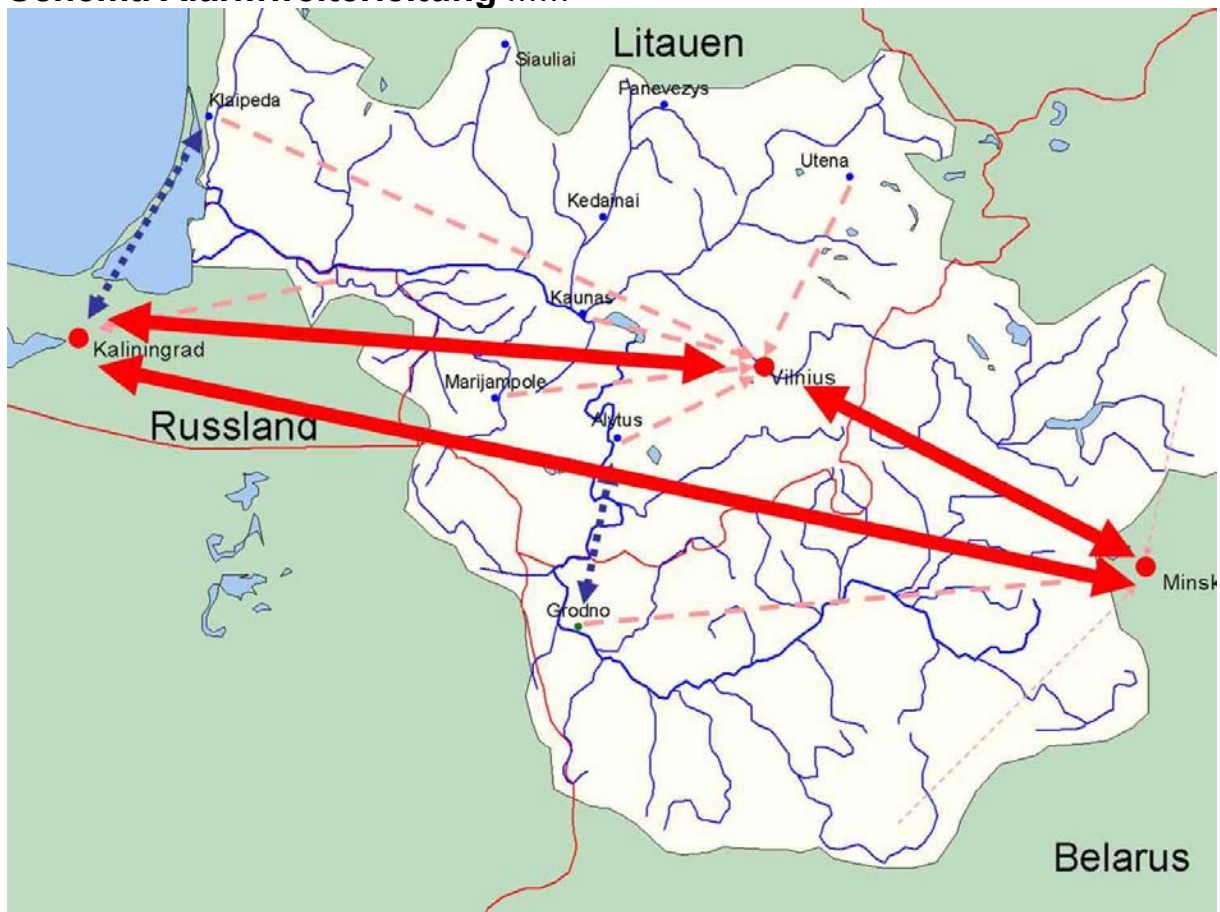 Litauen
Siauliai
Panevezys
Klaipeda
Utena
Kedainai
Kaunas
Kaliningrad
Vilnius
Marijampole
Russland
Alytus
Minsk
Grodno
Belarus